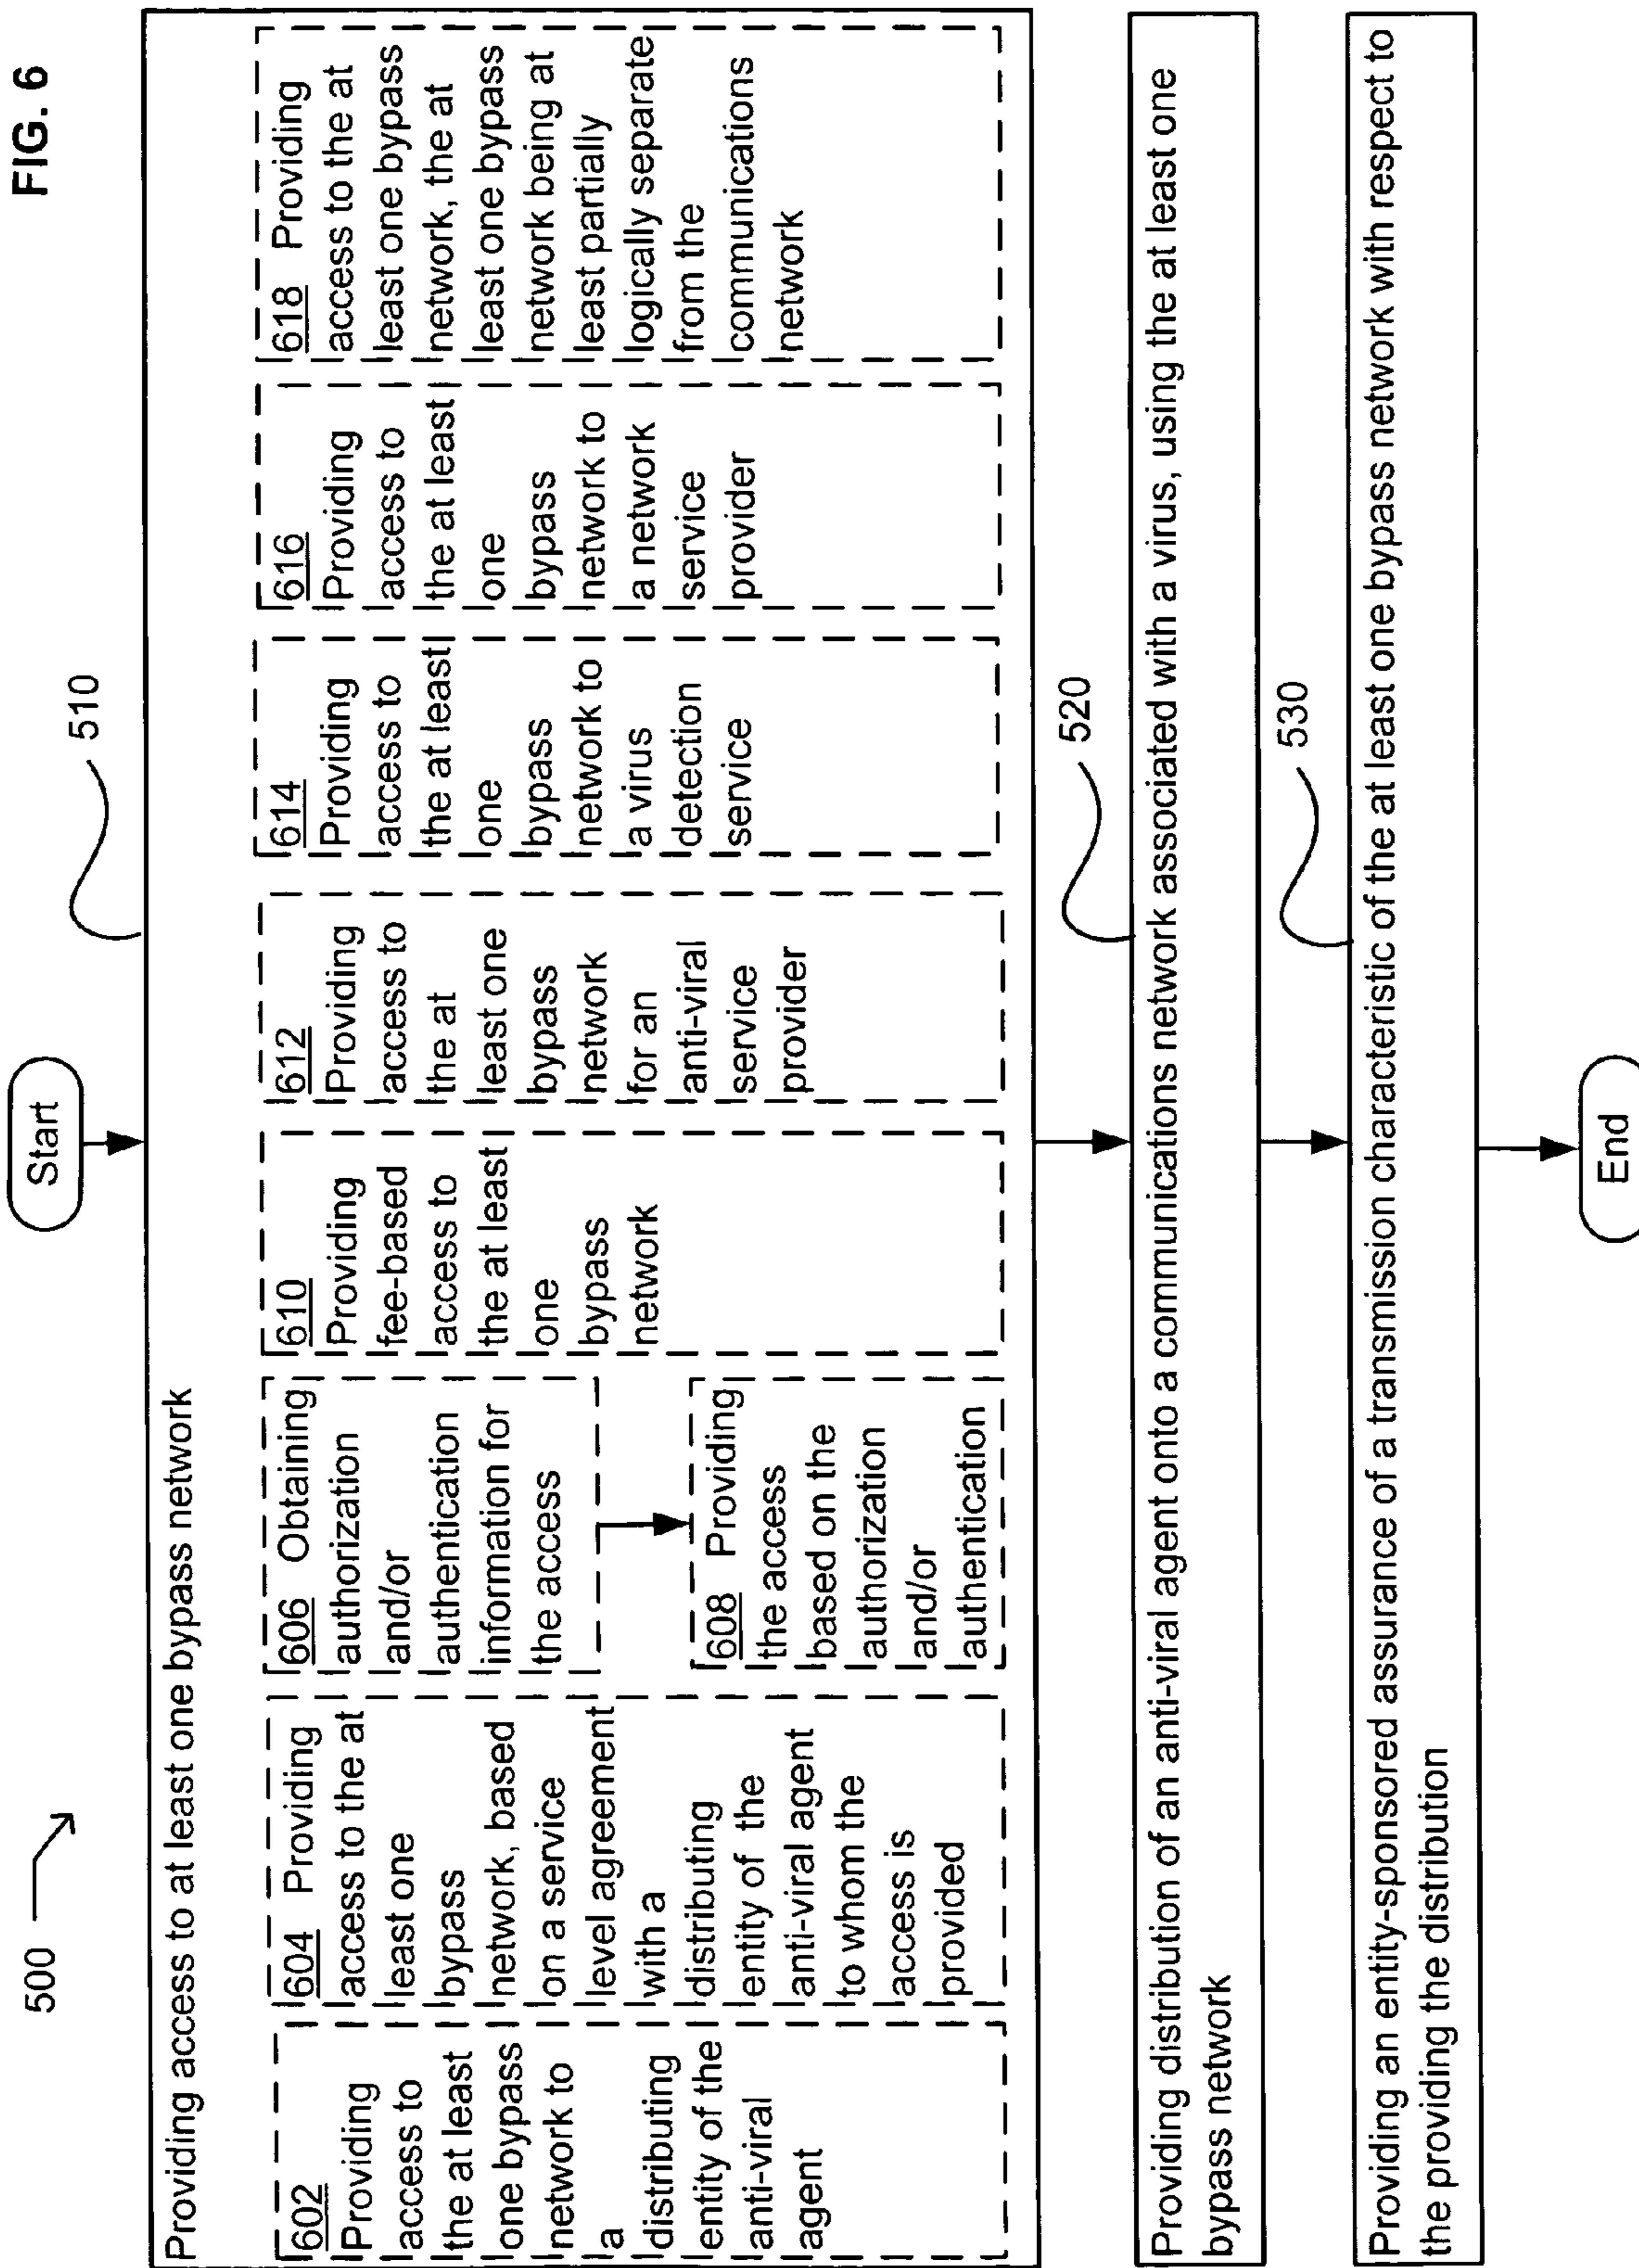 FIG. 6
500
Start
510
Providing access to at least one bypass network
602
Providing
access to
the at least
one bypass
network to
a
distributing
entity of the
anti-viral
agent
604 Providing
access to the at
least one
bypass
network, based
on a service
level agreement
with a
distributing
entity of the
anti-viral agent
to whom the
access is
provided
606 Obtaining
authorization
and/or
authentication
information for
the access
608 Providing
the access
based on the
authorization
and/or
authentication
610
Providing
fee-based
access to
the at least
one
bypass
network
612
Providing
access to
the at
least one
bypass
network
for an
anti-viral
service
provider
614
Providing
access to
the at least
one
bypass
network to
a virus
detection
service
616
Providing
access to
the at least
one
bypass
network to
a network
service
provider
618 Providing
access to the at
least one bypass
network, the at
least one bypass
network being at
least partially
logically separate
from the
communications
network
520
Providing distribution of an anti-viral agent onto a communications network associated with a virus, using the at least one
bypass network
530
Providing an entity-sponsored assurance of a transmission characteristic of the at least one bypass network with respect to
the providing the distribution
End